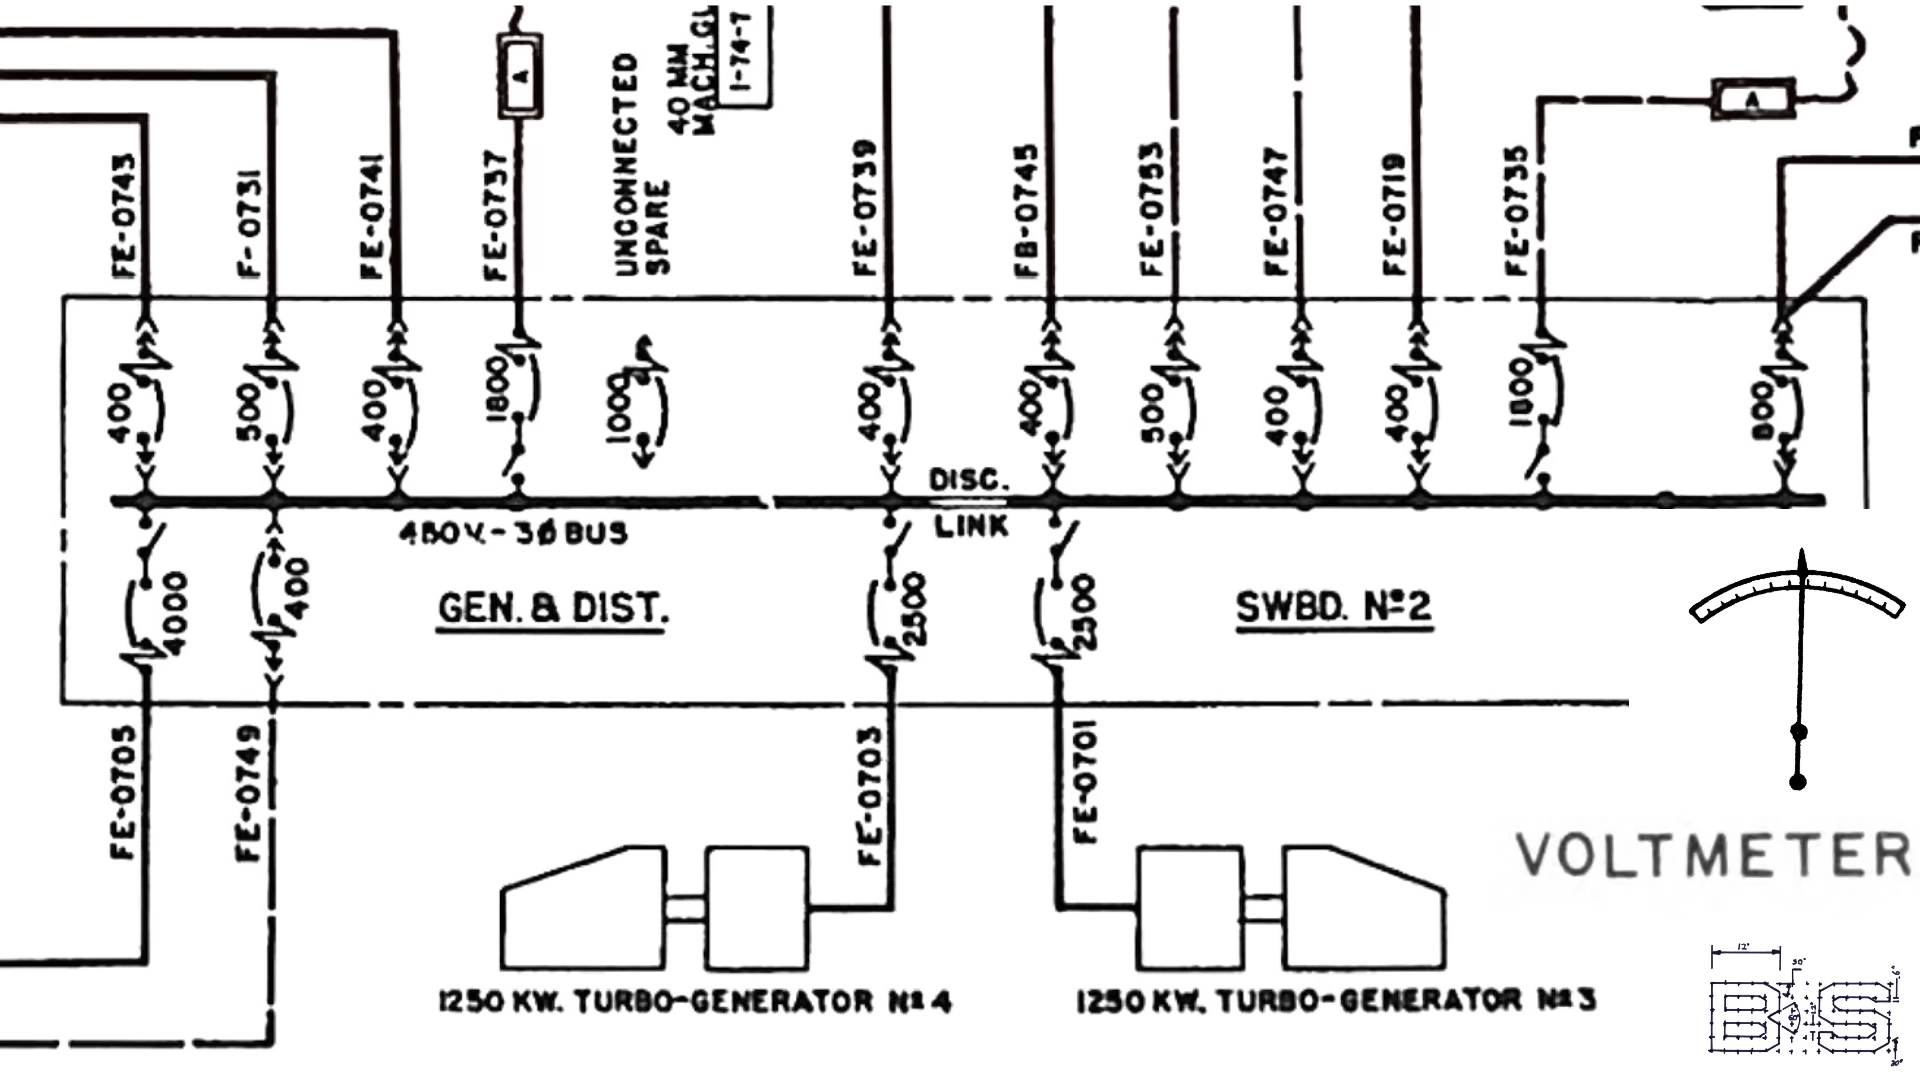 A
UNCONNECTED
SPARE
40 MM
1-74-7
A
FE-0743
F-0731
FE-0741
FE-0737
FE-0739
FB-0745
FE-0753
FE-0747
FE-0719
FE-0735
400
500
400
1800
1000
400
400
500
400
400
1800
800
DISC.
LINK
480V.-3Ø BUS
4000
400
GEN. & DIST.
2500
2500
SWBD. Nº2
FE-0705
FE-0749
FE-0703
FE-0701
VOLTMETER
1250 KW. TURBO-GENERATOR Nº 4
1250 KW. TURBO-GENERATOR Nº 3
12"
30°
B S